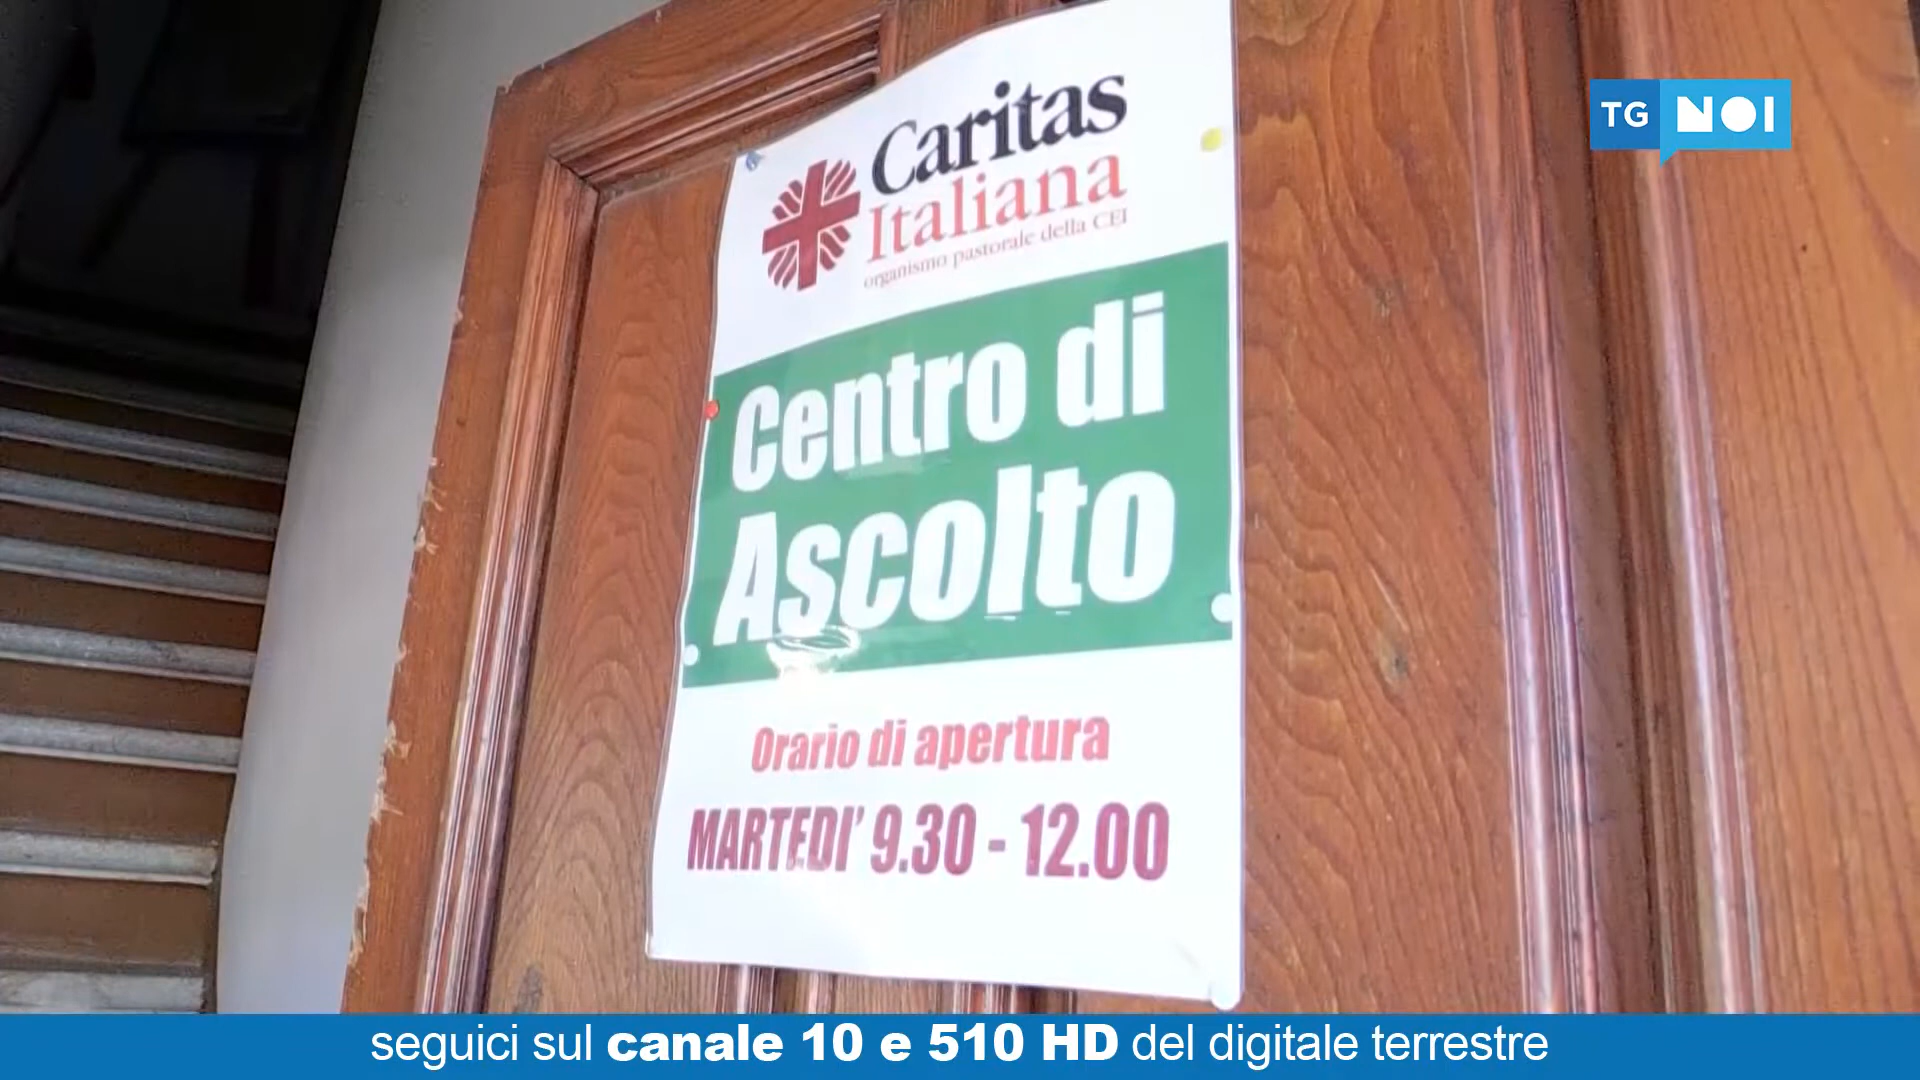 TG NOI
Caritas
Italiana
organismo pastorale della CEI
Centro di
Ascolto
Orario di apertura
MARTEDI' 9.30 - 12.00
seguici sul canale 10 e 510 HD del digitale terrestre